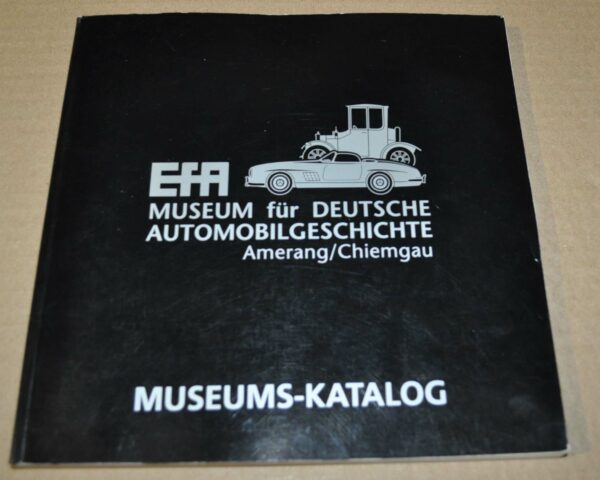 EFA
MUSEUM für DEUTSCHE
AUTOMOBILGESCHICHTE
Amerang/Chiemgau
MUSEUMS-KATALOG